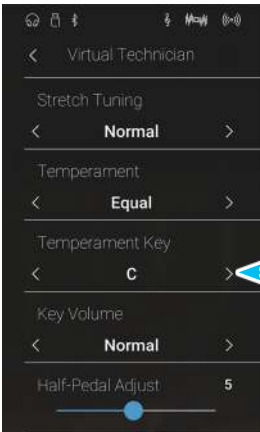 Virtual Technician
Stretch Tuning
Normal
Temperament
Equal
Temperament Key
C
Key Volume
Normal
Half-Pedal Adjust 5